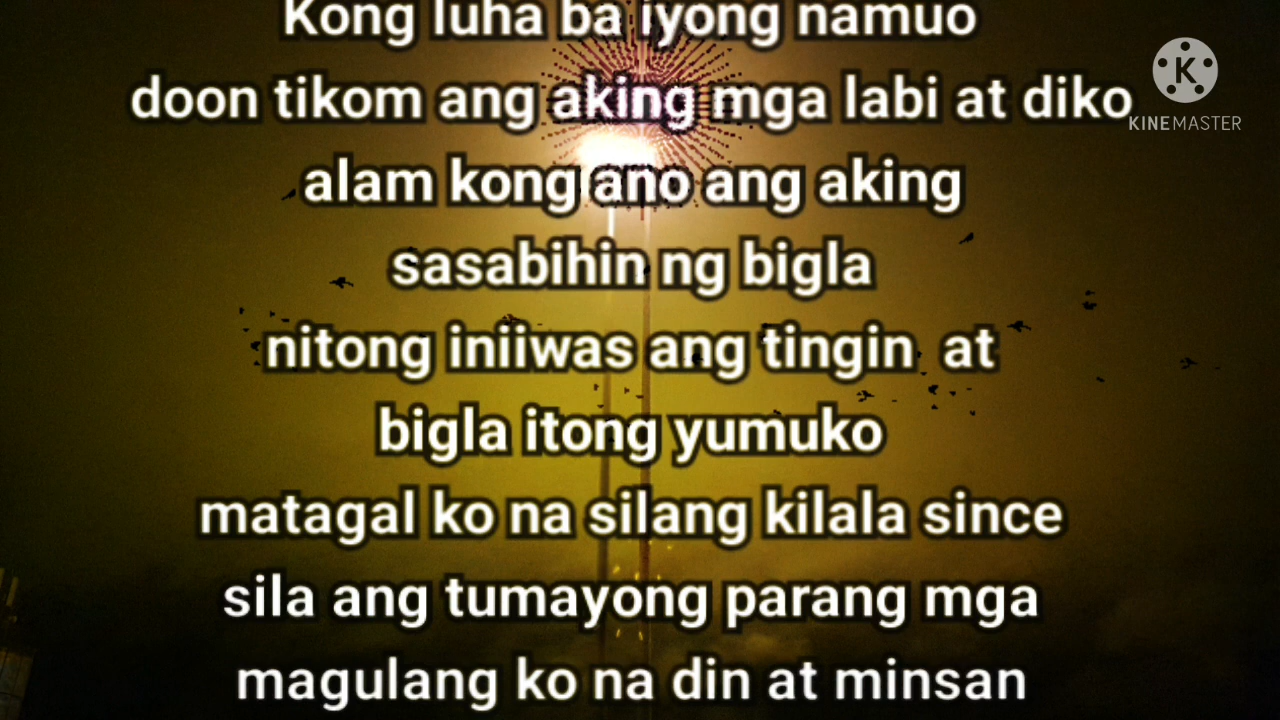 Kong luha ba iyong namuo
doon tikom ang aking mga labi at diko
alam kong ano ang aking
sasabihin ng bigla
nitong iniiwas ang tingin at
bigla itong yumuko
matagal ko na silang kilala since
sila ang tumayong parang mga
magulang ko na din at minsan
K
KINEMASTER